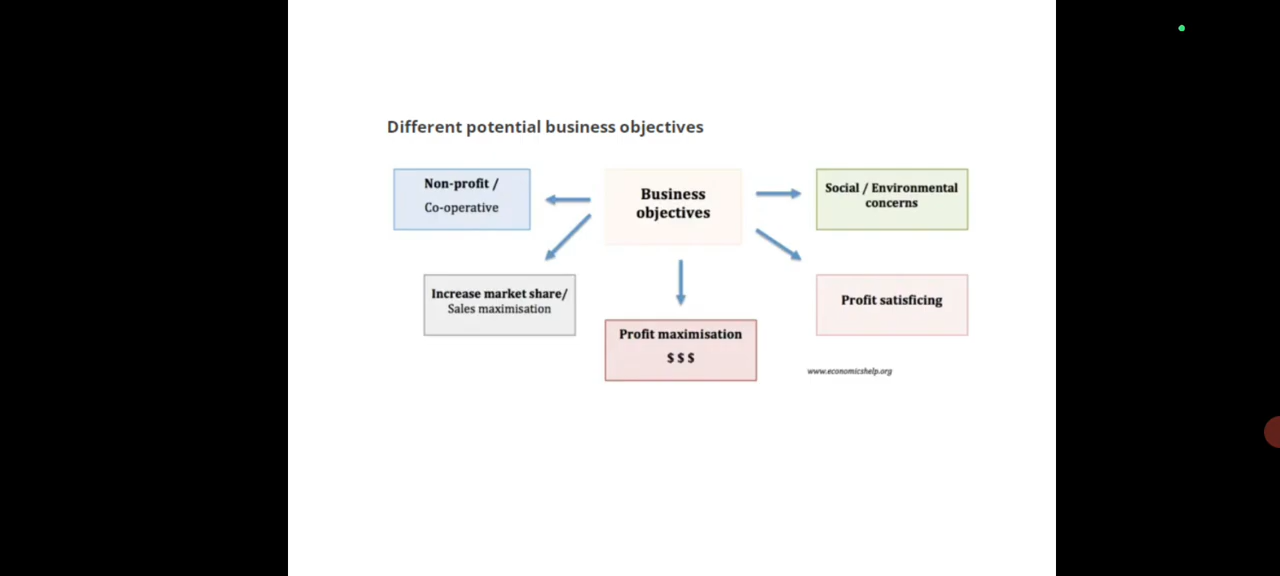 Different potential business objectives
Non-profit /
Co-operative
Business
objectives
Social / Environmental
concerns
Increase market share/
Sales maximisation
Profit maximisation
$ $ $
Profit satisficing
www.economicshelp.org